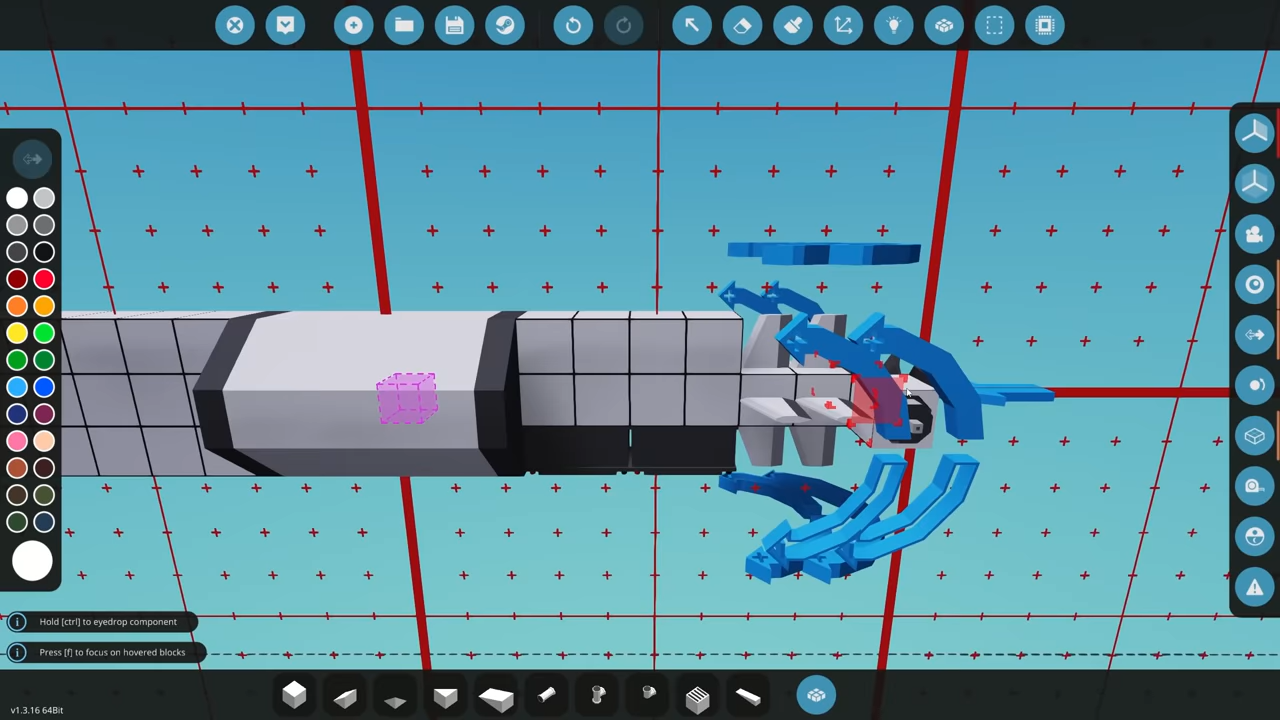 Hold [ctrl] to eyedrop component
Press [f] to focus on hovered blocks
v1.3.16 64Bit